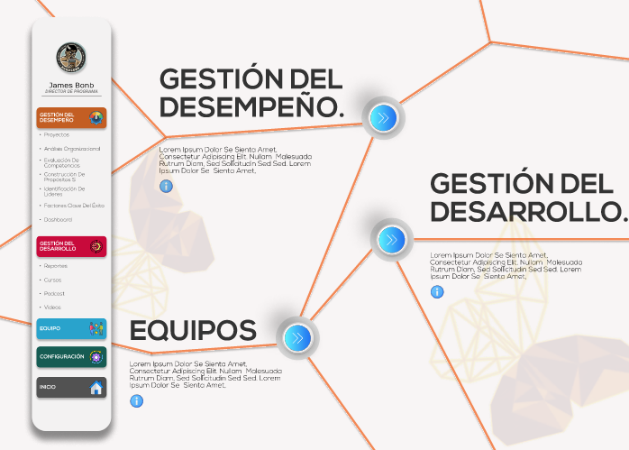 James Bonb
DIRECTOR DE PROGRAMA
GESTIÓN DEL
DESEMPEÑO
- Proyectos
- Análisis Organizacional
- Evaluación De
Competencias
- Construcción De
Propósitos S
- Identificación De
Líderes
- Factores Clave Del Éxito
- Dashboard
GESTIÓN DEL
DESARROLLO
- Reportes
- Cursos
- Podcast
- Videos
EQUIPO
CONFIGURACIÓN
INICIO
GESTIÓN DEL
DESEMPEÑO.
Lorem Ipsum Dolor Se Siento Amet,
Consectetur Adipiscing Elit. Nullam Malesuada
Rutrum Diam, Sed Sollicitudin Sed Sed. Lorem
Ipsum Dolor Se Siento Amet,
GESTIÓN DEL
DESARROLLO.
Lorem Ipsum Dolor Se Siento Amet,
Consectetur Adipiscing Elit. Nullam Malesuada
Rutrum Diam, Sed Sollicitudin Sed Sed. Lorem
Ipsum Dolor Se Siento Amet,
EQUIPOS
Lorem Ipsum Dolor Se Siento Amet,
Consectetur Adipiscing Elit. Nullam Malesuada
Rutrum Diam, Sed Sollicitudin Sed Sed. Lorem
Ipsum Dolor Se Siento Amet,